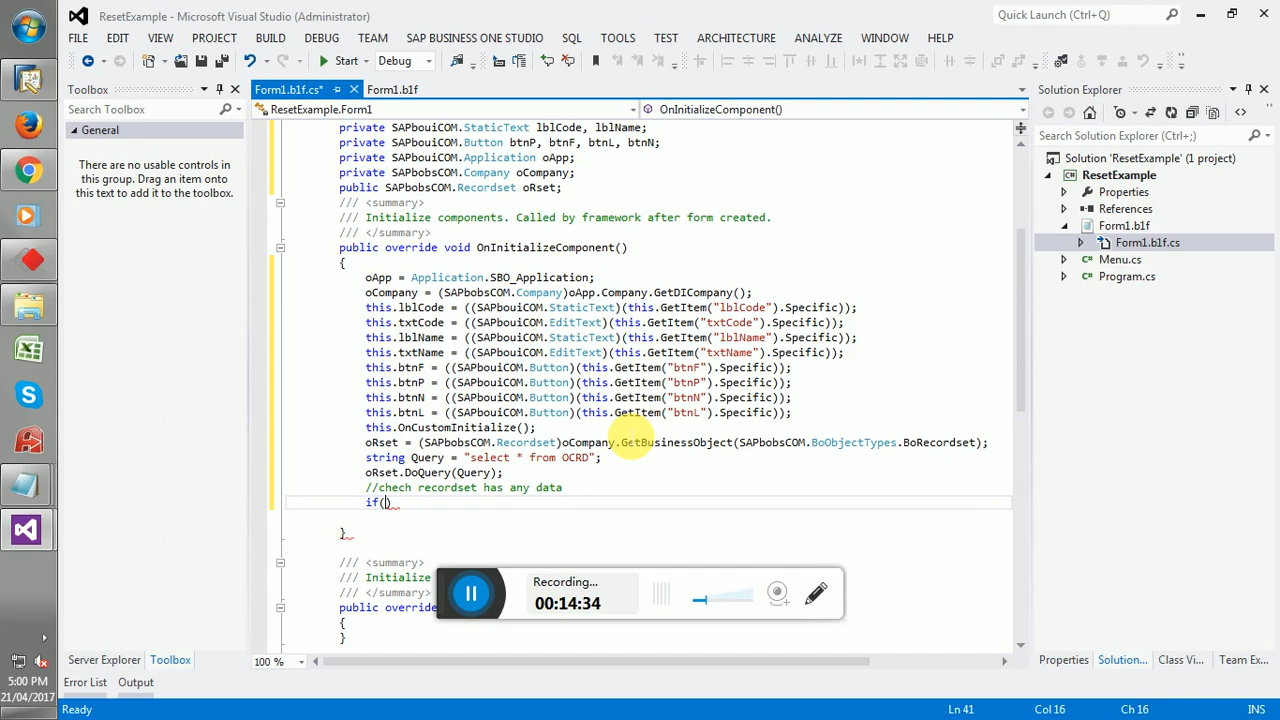 ResetExample - Microsoft Visual Studio (Administrator)
Quick Launch (Ctrl+Q)
FILE EDIT VIEW PROJECT BUILD DEBUG TEAM SAP BUSINESS ONE STUDIO SQL TOOLS TEST ARCHITECTURE ANALYZE WINDOW HELP
Start Debug
Toolbox
Search Toolbox
General
There are no usable controls in
this group. Drag an item onto
this text to add it to the toolbox.
Form1.b1f.cs* Form1.b1f
ResetExample.Form1 OnInitializeComponent()
private SAPbouiCOM.StaticText lblCode, lblName;
private SAPbouiCOM.Button btnP, btnF, btnL, btnN;
private SAPbouiCOM.Application oApp;
private SAPbobsCOM.Company oCompany;
public SAPbobsCOM.Recordset oRset;
/// <summary>
/// Initialize components. Called by framework after form created.
/// </summary>
public override void OnInitializeComponent()
{
oApp = Application.SBO_Application;
oCompany = (SAPbobsCOM.Company)oApp.Company.GetDICompany();
this.lblCode = ((SAPbouiCOM.StaticText)(this.GetItem("lblCode").Specific));
this.txtCode = ((SAPbouiCOM.EditText)(this.GetItem("txtCode").Specific));
this.lblName = ((SAPbouiCOM.StaticText)(this.GetItem("lblName").Specific));
this.txtName = ((SAPbouiCOM.EditText)(this.GetItem("txtName").Specific));
this.btnF = ((SAPbouiCOM.Button)(this.GetItem("btnF").Specific));
this.btnP = ((SAPbouiCOM.Button)(this.GetItem("btnP").Specific));
this.btnN = ((SAPbouiCOM.Button)(this.GetItem("btnN").Specific));
this.btnL = ((SAPbouiCOM.Button)(this.GetItem("btnL").Specific));
this.OnCustomInitialize();
oRset = (SAPbobsCOM.Recordset)oCompany.GetBusinessObject(SAPbobsCOM.BoObjectTypes.BoRecordset);
string Query = "select * from OCRD";
oRset.DoQuery(Query);
//chech recordset has any data
if()
}
/// <summary>
/// Initialize
/// </summary>
public override
{
}
Recording...
00:14:34
100 %
Solution Explorer
Search Solution Explorer (Ctrl+;)
Solution 'ResetExample' (1 project)
ResetExample
Properties
References
Form1.b1f
Form1.b1f.cs
Menu.cs
Program.cs
Server Explorer Toolbox
Properties Solution... Class Vi... Team Ex...
Error List Output
Ready Ln 41 Col 16 Ch 16 INS
5:00 PM
21/04/2017